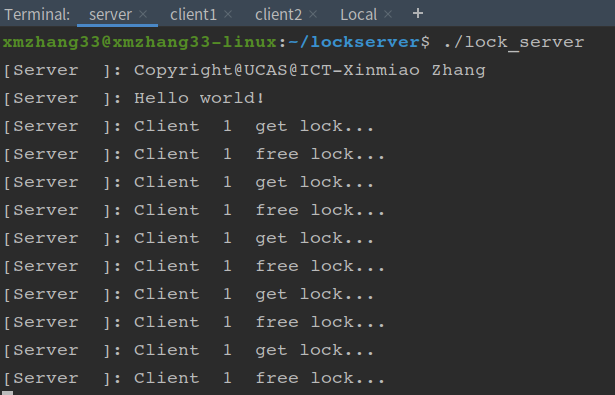 Terminal: server × client1 × client2 × Local × +
xmzhang33@xmzhang33-linux:~/lockserver$ ./lock_server
[Server  ]: Copyright@UCAS@ICT-Xinmiao Zhang
[Server  ]: Hello world!
[Server  ]: Client  1  get lock...
[Server  ]: Client  1  free lock...
[Server  ]: Client  1  get lock...
[Server  ]: Client  1  free lock...
[Server  ]: Client  1  get lock...
[Server  ]: Client  1  free lock...
[Server  ]: Client  1  get lock...
[Server  ]: Client  1  free lock...
[Server  ]: Client  1  get lock...
[Server  ]: Client  1  free lock...